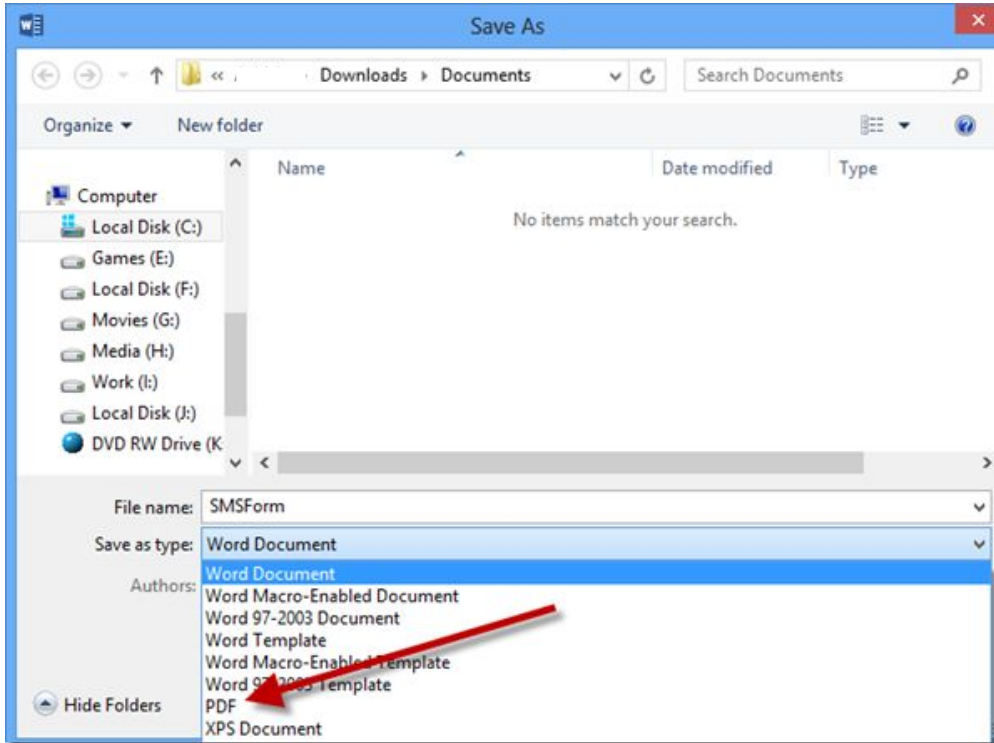 Save As
« Downloads ▸ Documents
Search Documents
Organize
New folder
Name
Date modified
Type
No items match your search.
Computer
Local Disk (C:)
Games (E:)
Local Disk (F:)
Movies (G:)
Media (H:)
Work (I:)
Local Disk (J:)
DVD RW Drive (K
File name: SMSForm
Save as type: Word Document
Authors:
Word Document
Word Macro-Enabled Document
Word 97-2003 Document
Word Template
Word Macro-Enabled Template
Word 97-2003 Template
PDF
XPS Document
Hide Folders